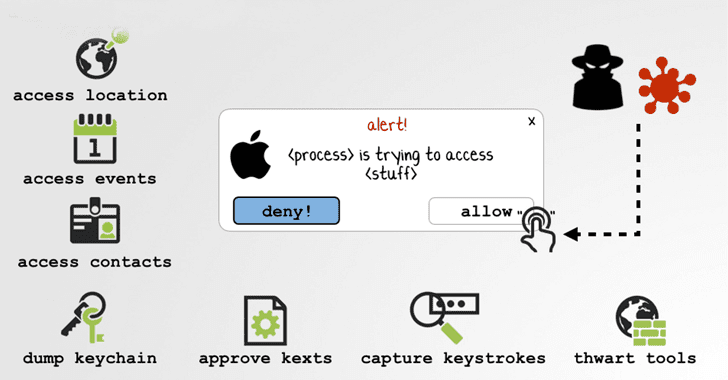 access location
1
access events
access contacts
alert!
x
<process> is trying to access
<stuff>
deny!
allow
" "
dump keychain
approve kexts
capture keystrokes
thwart tools